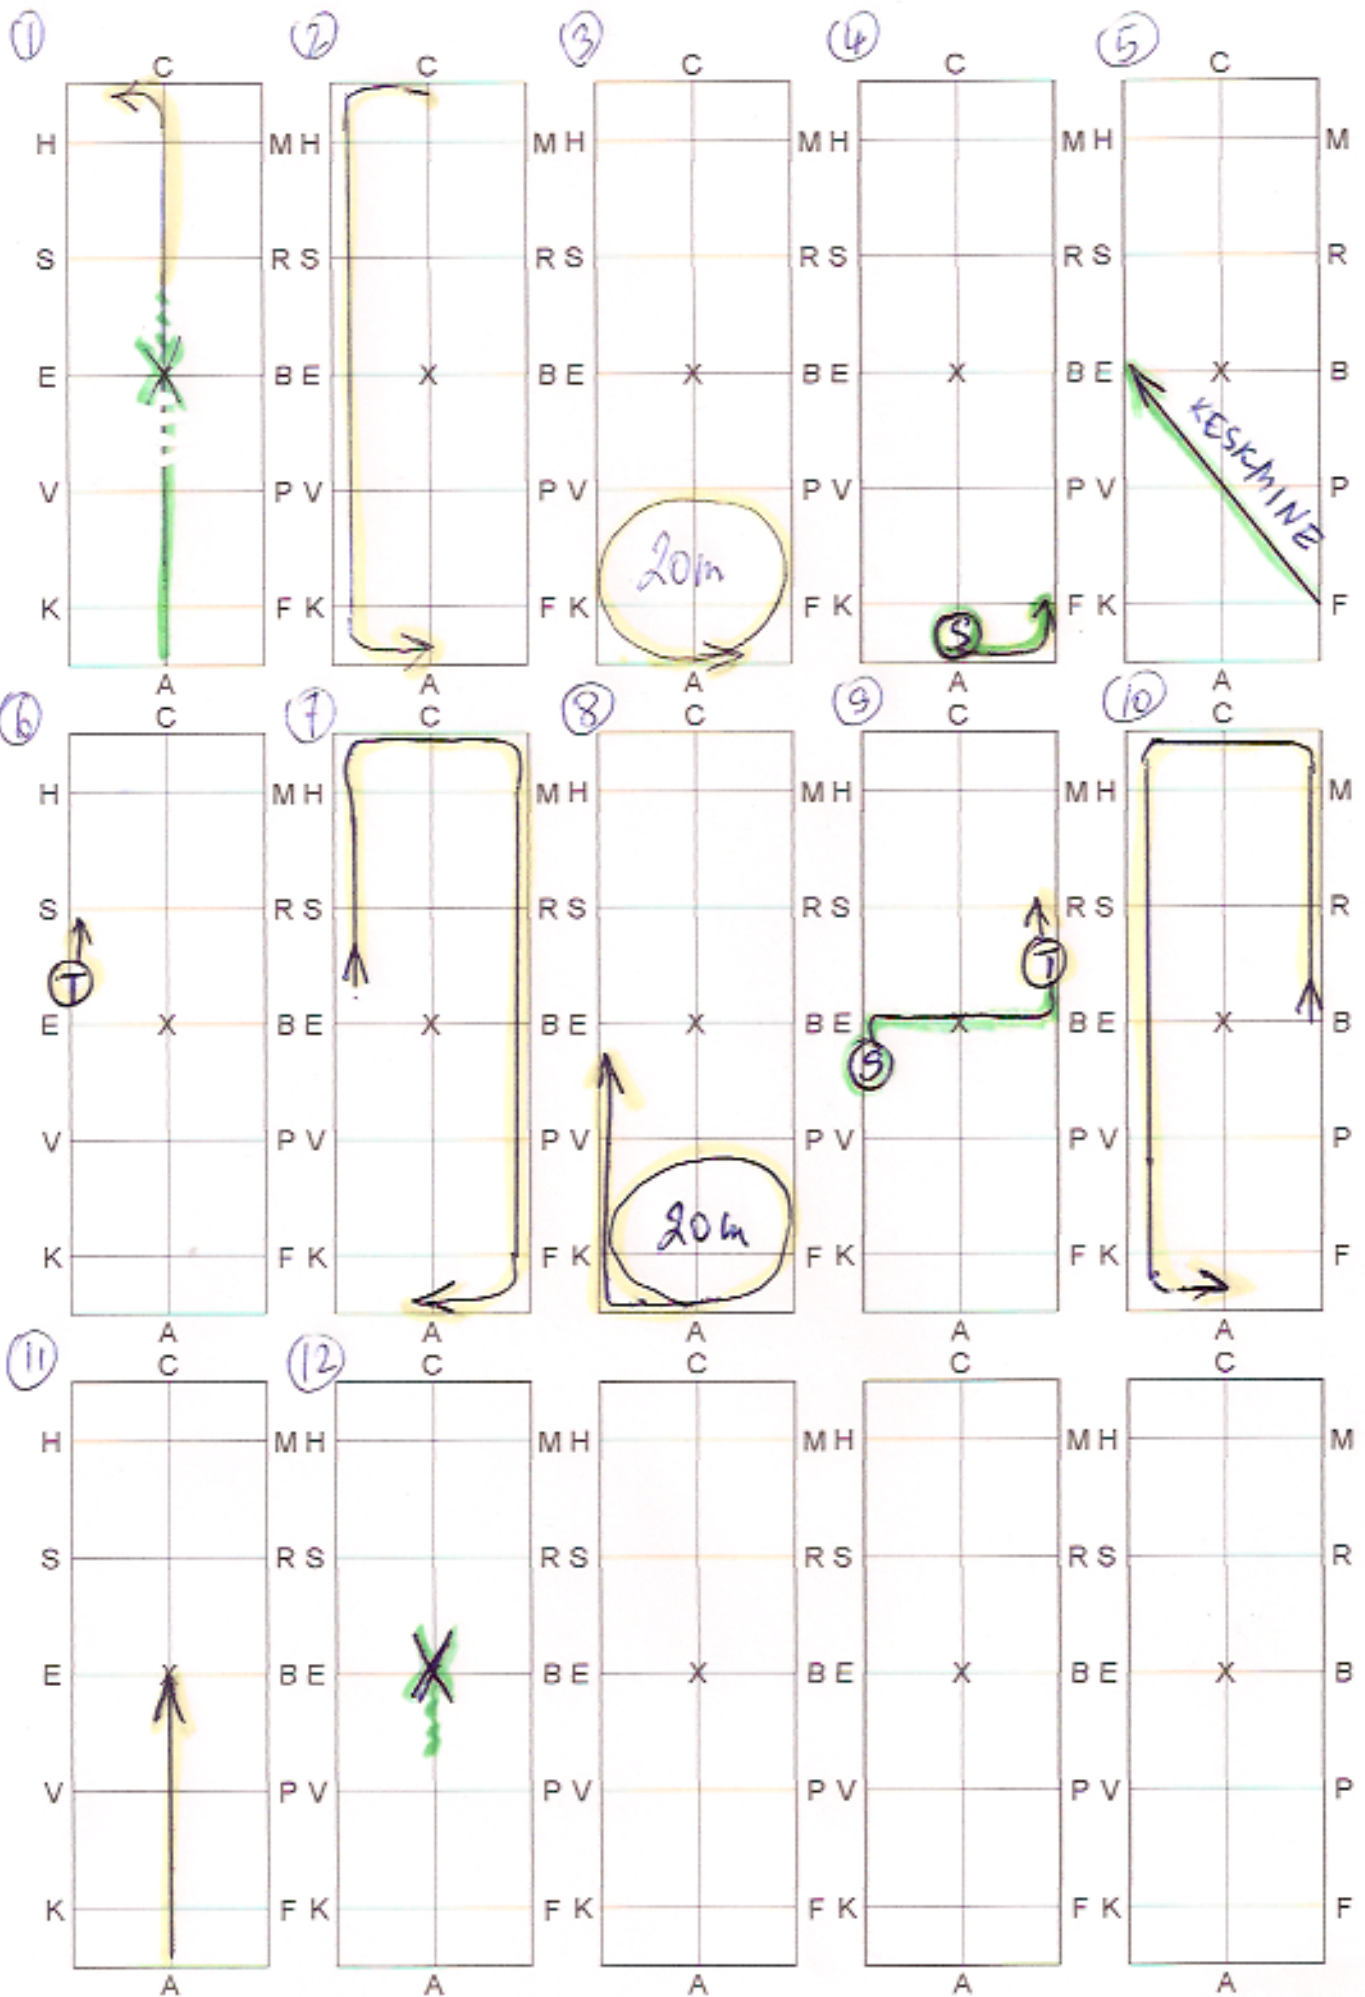 1 2 3 4 5
C C C C C
H M H M H M H M H M
S R S R S R S R S R
E X B E X B E X B E X B E X B
KESKMINE
V P V P V P V P V P
20m
K F K F K F K S F K F
A A A A A
6 7 8 9 10
C C C C C
H M H M H M H M H M
S R S R S R S R S R
T T
E X B E X B E X B E X B E X B
S
V P V P V P V P V P
20m
K F K F K F K F K F
A A A A A
11 12
C C C C C
H M H M H M H M H M
S R S R S R S R S R
E X B E X B E X B E X B E X B
V P V P V P V P V P
K F K F K F K F K F
A A A A A